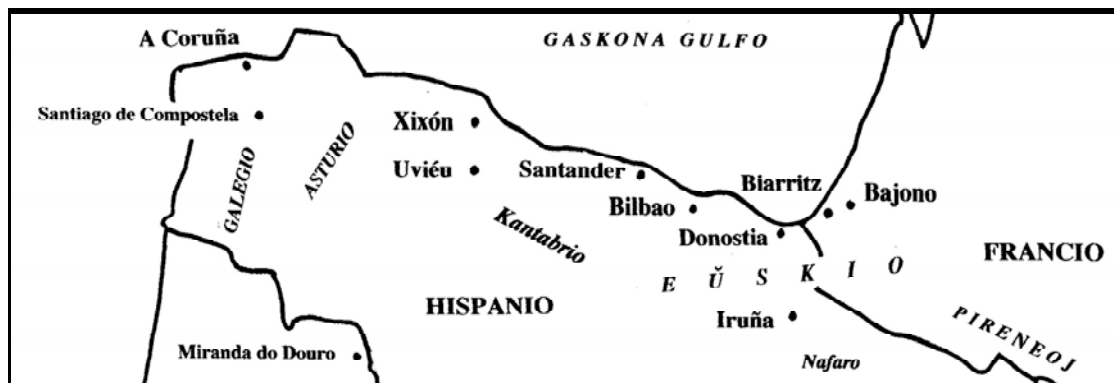 A Coruña
GASKONA GULFO
Santiago de Compostela
Xixón
ASTURIO
GALEGIO
Uviéu
Santander
Biarritz
Bajono
Bilbao
Kantabrio
Donostia
FRANCIO
EŬSKIO
HISPANIO
Iruña
PIRENEOJ
Miranda do Douro
Nafaro